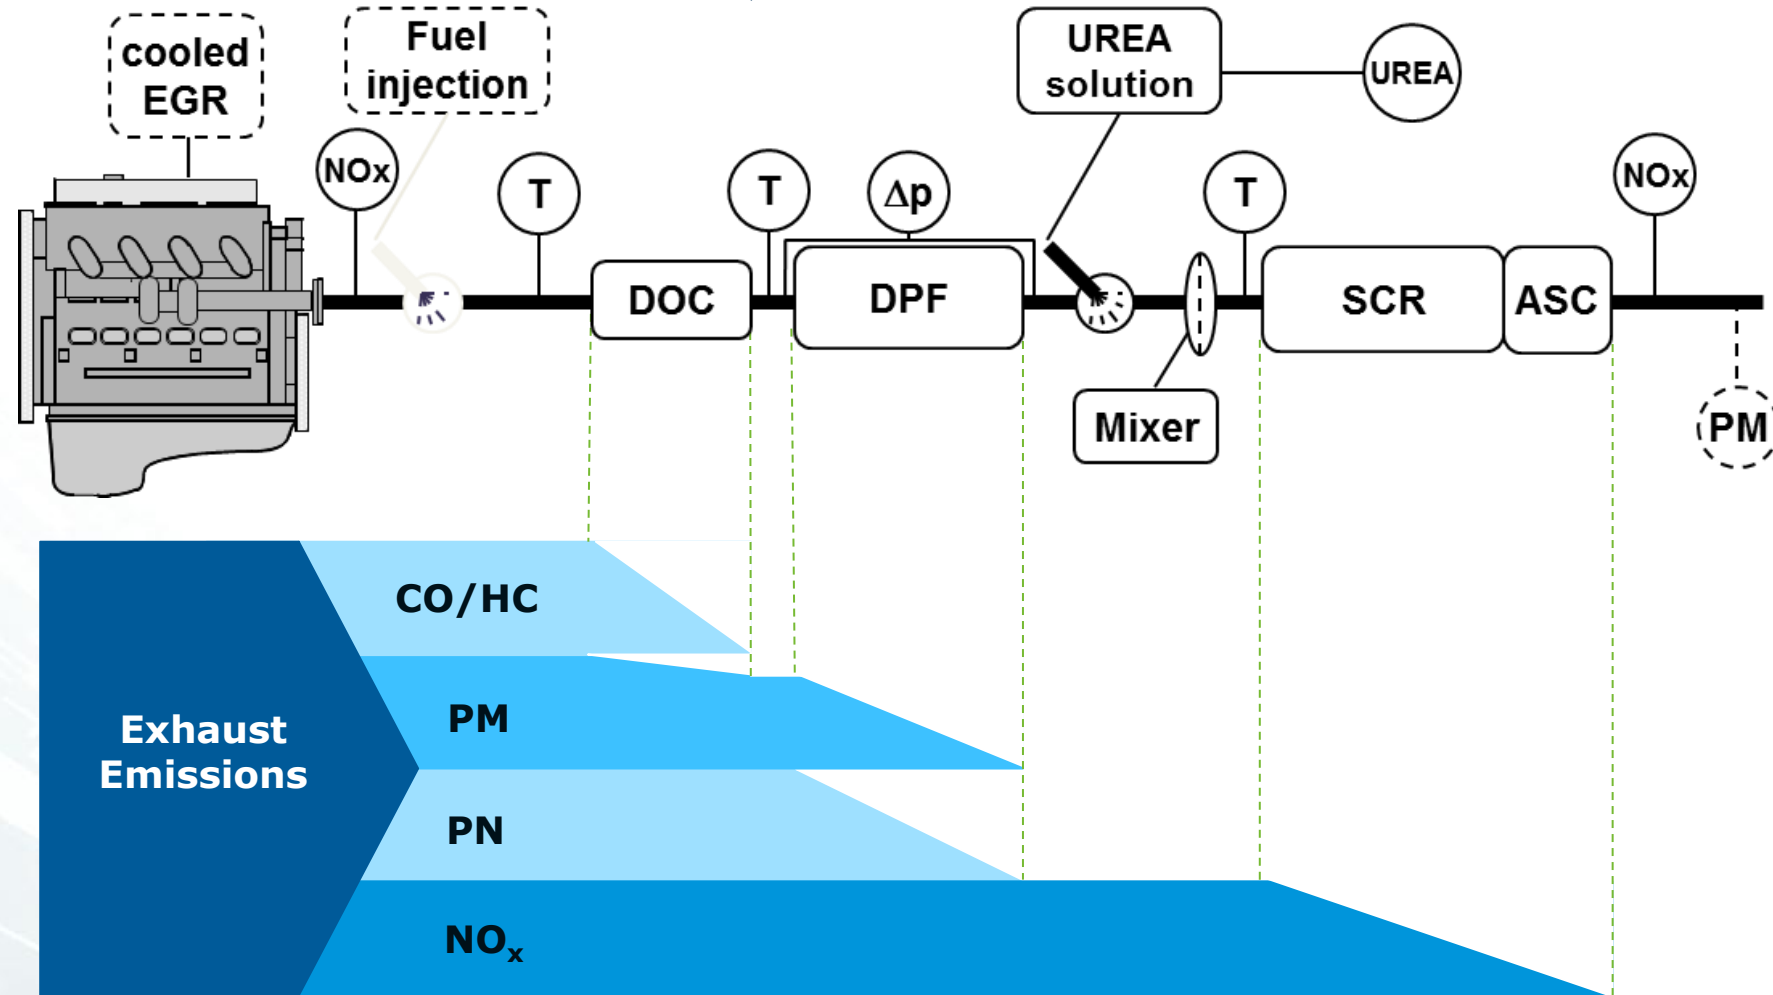 cooled
EGR
Fuel
injection
UREA
solution
UREA
NOx
T
T
Δp
T
NOx
DOC
DPF
SCR
ASC
Mixer
PM
CO/HC
PM
Exhaust
Emissions
PN
NOx